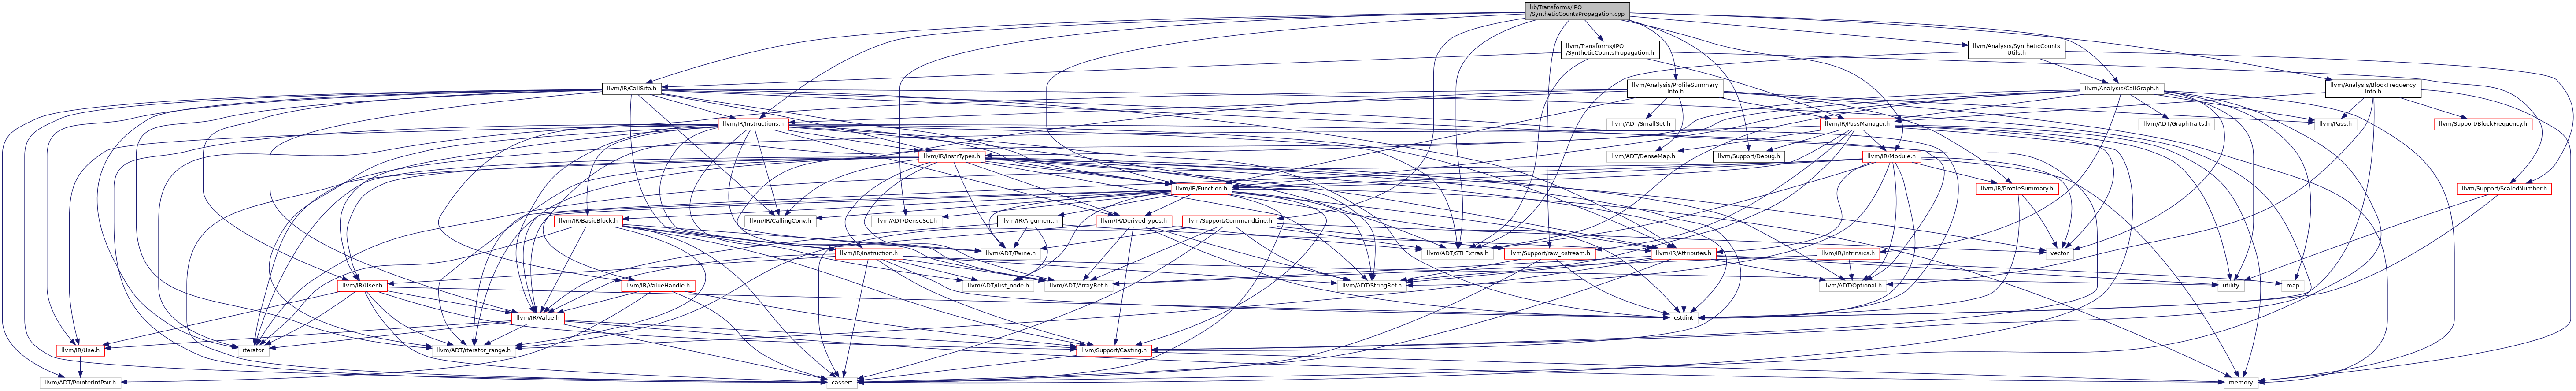 lib/Transforms/IPO
/SyntheticCountsPropagation.cpp
llvm/Transforms/IPO
/SyntheticCountsPropagation.h
llvm/Analysis/SyntheticCounts
Utils.h
llvm/IR/CallSite.h
llvm/Analysis/ProfileSummary
Info.h
llvm/Analysis/CallGraph.h
llvm/Analysis/BlockFrequency
Info.h
llvm/IR/Instructions.h
llvm/ADT/SmallSet.h
llvm/IR/PassManager.h
llvm/ADT/GraphTraits.h
llvm/Pass.h
llvm/Support/BlockFrequency.h
llvm/IR/InstrTypes.h
llvm/ADT/DenseMap.h
llvm/Support/Debug.h
llvm/IR/Module.h
llvm/IR/Function.h
llvm/IR/ProfileSummary.h
llvm/Support/ScaledNumber.h
llvm/IR/BasicBlock.h
llvm/IR/CallingConv.h
llvm/ADT/DenseSet.h
llvm/IR/Argument.h
llvm/IR/DerivedTypes.h
llvm/Support/CommandLine.h
llvm/IR/Instruction.h
llvm/ADT/Twine.h
llvm/ADT/STLExtras.h
llvm/Support/raw_ostream.h
llvm/IR/Attributes.h
llvm/IR/Intrinsics.h
vector
llvm/IR/User.h
llvm/IR/ValueHandle.h
llvm/ADT/ilist_node.h
llvm/ADT/ArrayRef.h
llvm/ADT/StringRef.h
llvm/ADT/Optional.h
utility
map
llvm/IR/Value.h
cstdint
llvm/IR/Use.h
iterator
llvm/ADT/iterator_range.h
llvm/Support/Casting.h
llvm/ADT/PointerIntPair.h
cassert
memory